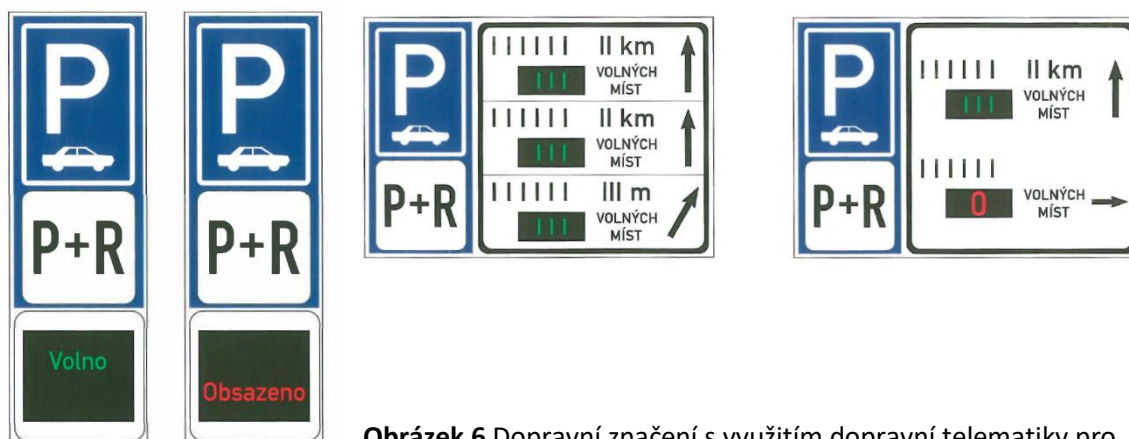 P
P+R
Volno
P
P+R
Obsazeno
P
P+R
IIIIII II km
III VOLNÝCH
MÍST
IIIIII II km
III VOLNÝCH
MÍST
IIIIII III m
III VOLNÝCH
MÍST
P
P+R
IIIIII II km
III VOLNÝCH
MÍST
IIIIII
0 VOLNÝCH
MÍST
Obrázek 6 Dopravní značení s využitím dopravní telematiky pro